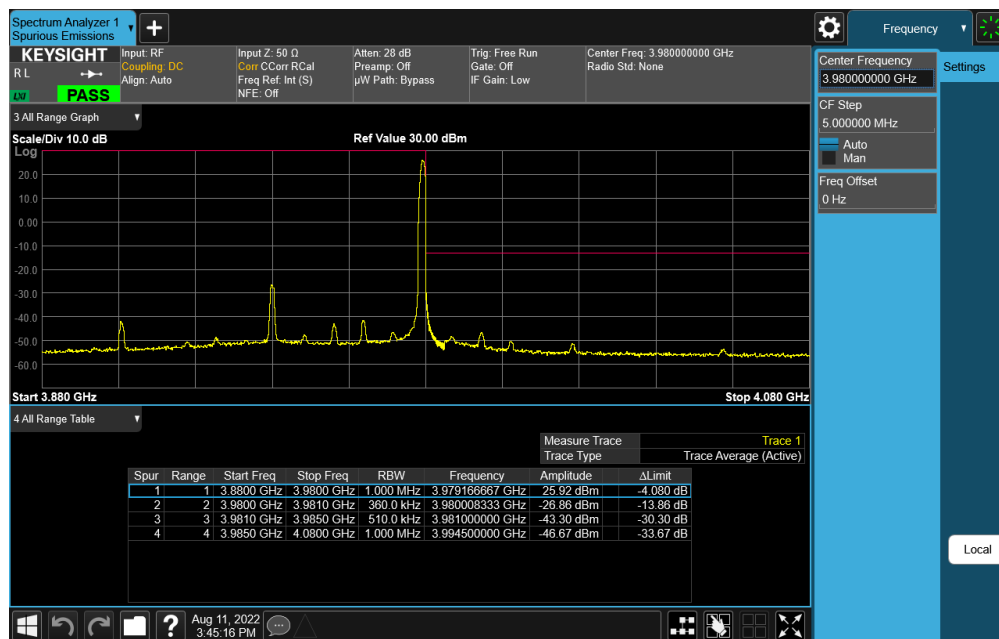 Spectrum Analyzer 1
Spurious Emissions
Frequency
KEYSIGHT
R L
LXI
PASS
Input: RF
Coupling: DC
Align: Auto
Input Z: 50 Ω
Corr CCorr RCal
Freq Ref: Int (S)
NFE: Off
Atten: 28 dB
Preamp: Off
µW Path: Bypass
Trig: Free Run
Gate: Off
IF Gain: Low
Center Freq: 3.980000000 GHz
Radio Std: None
Center Frequency
3.980000000 GHz
Settings
CF Step
5.000000 MHz
Auto
Man
Freq Offset
0 Hz
3 All Range Graph
Scale/Div 10.0 dB
Ref Value 30.00 dBm
Log
20.0
10.0
0.00
-10.0
-20.0
-30.0
-40.0
-50.0
-60.0
Start 3.880 GHz
Stop 4.080 GHz
4 All Range Table
Measure Trace Trace 1
Trace Type Trace Average (Active)
Spur Range Start Freq Stop Freq RBW Frequency Amplitude ΔLimit
1 1 3.8800 GHz 3.9800 GHz 1.000 MHz 3.979166667 GHz 25.92 dBm -4.080 dB
2 2 3.9800 GHz 3.9810 GHz 360.0 kHz 3.980008333 GHz -26.86 dBm -13.86 dB
3 3 3.9810 GHz 3.9850 GHz 510.0 kHz 3.981000000 GHz -43.30 dBm -30.30 dB
4 4 3.9850 GHz 4.0800 GHz 1.000 MHz 3.994500000 GHz -46.67 dBm -33.67 dB
Local
?
Aug 11, 2022
3:45:16 PM